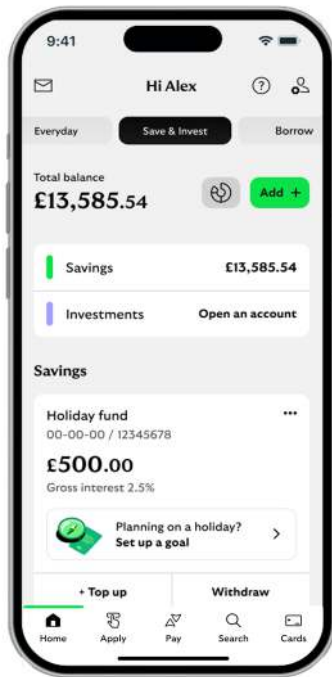 9:41
Hi Alex
Everyday
Save & Invest
Borrow
Total balance
£13,585.54
Add +
Savings
£13,585.54
Investments
Open an account
Savings
Holiday fund
00-00-00 / 12345678
£500.00
Gross interest 2.5%
Planning on a holiday?
Set up a goal
+ Top up
Withdraw
Home
Apply
Pay
Search
Cards